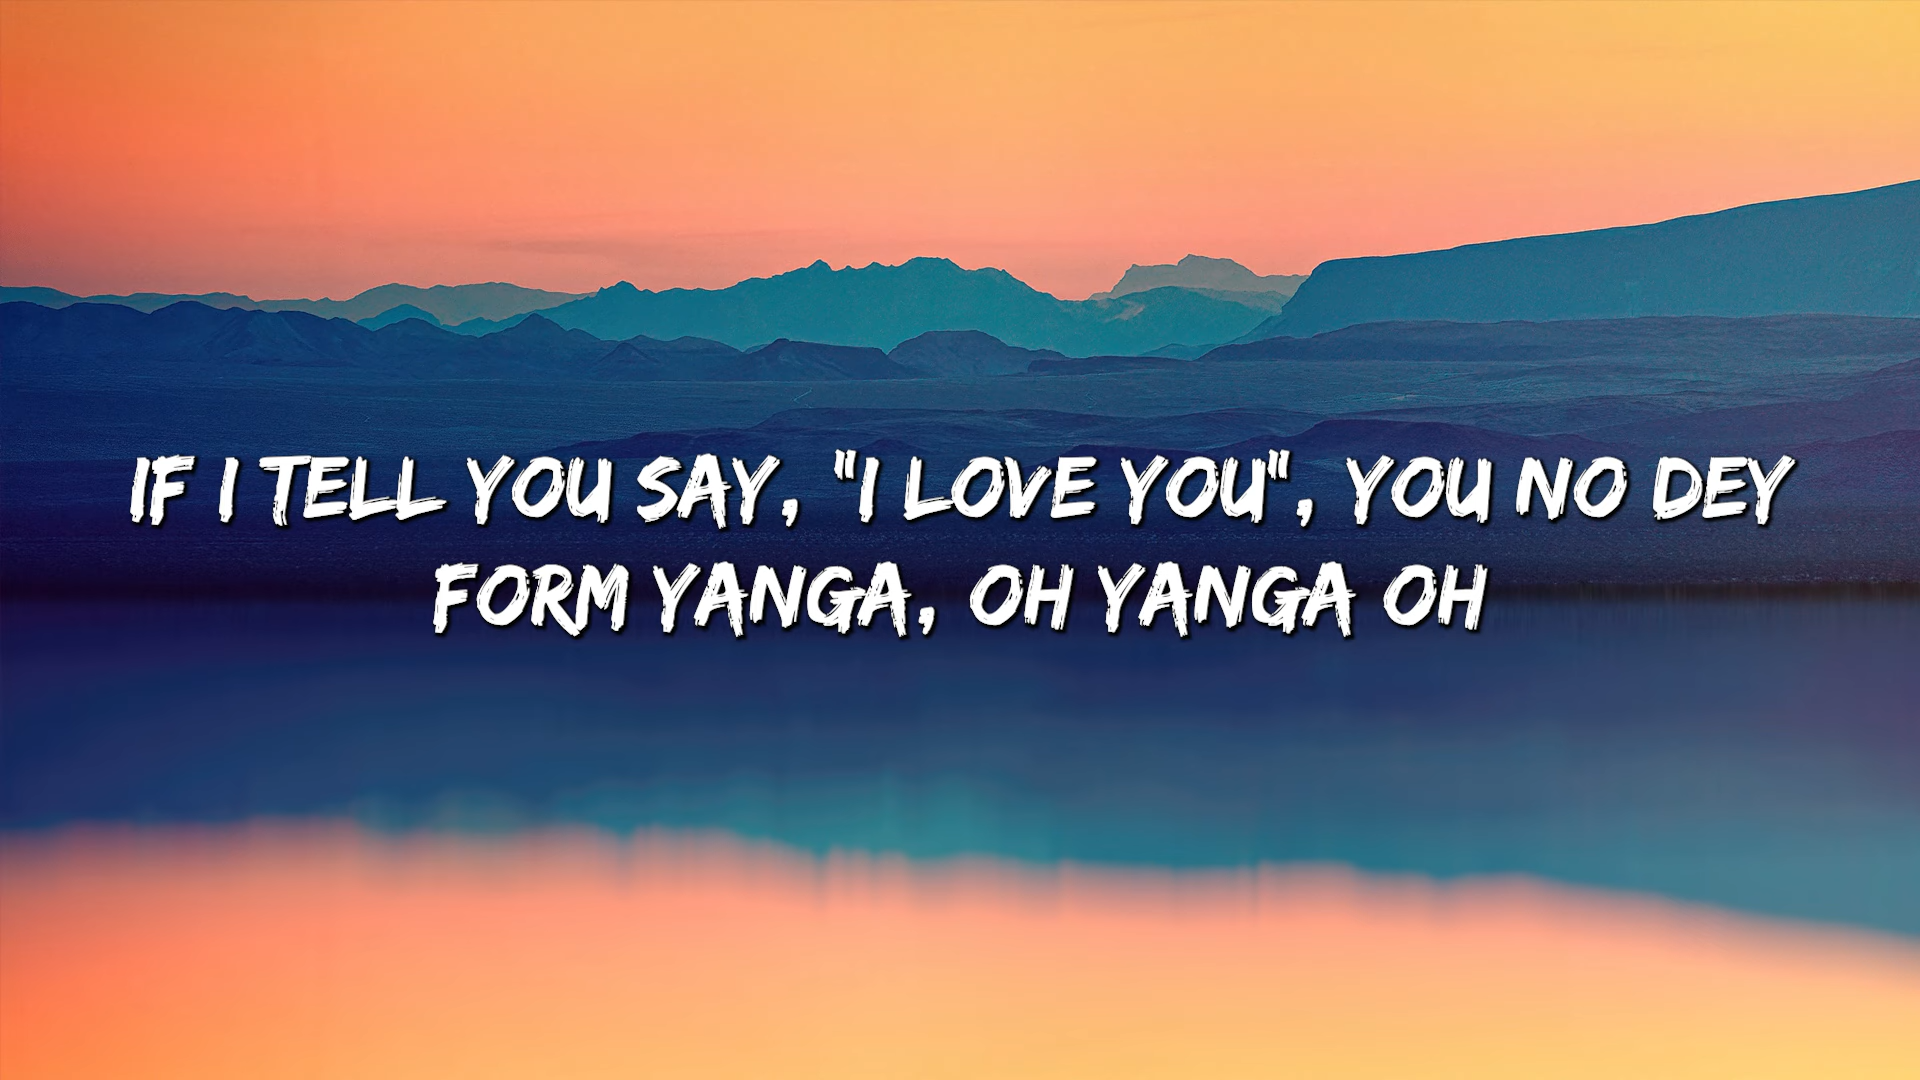 IF I TELL YOU SAY, "I LOVE YOU", YOU NO DEY
FORM YANGA, OH YANGA OH